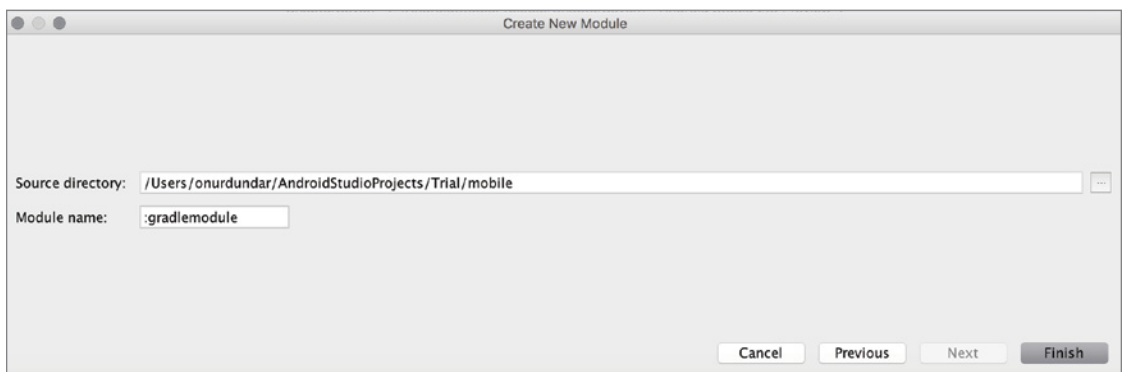 Create New Module
Source directory: /Users/onurdundar/AndroidStudioProjects/Trial/mobile ...
Module name: :gradlemodule
Cancel Previous Next Finish